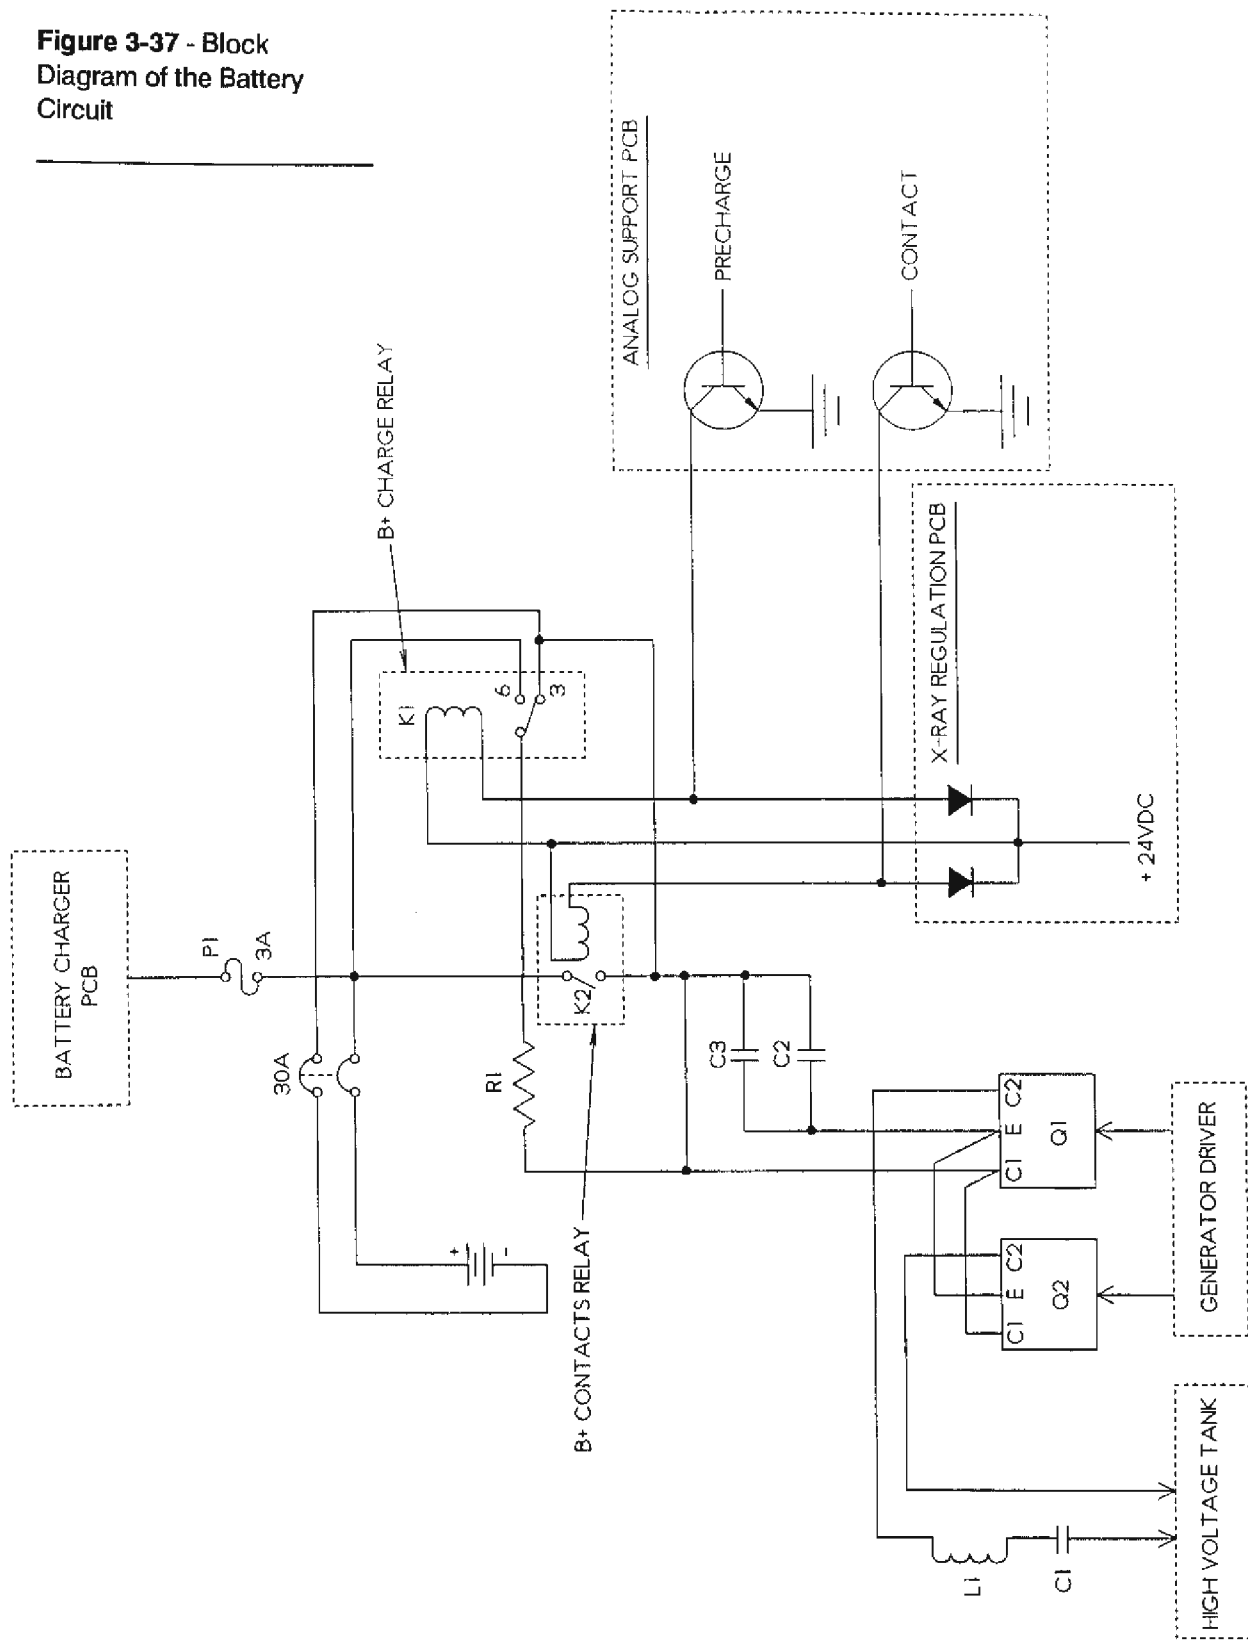 Figure 3-37 - Block
Diagram of the Battery
Circuit
ANALOG SUPPORT PCB
PRECHARGE
CONTACT
B+ CHARGE RELAY
X-RAY REGULATION PCB
+24VDC
K1
6
3
BATTERY CHARGER
PCB
P1
3A
30A
K2
R1
C3
C2
B+ CONTACTS RELAY
+
-
C1
E
C2
Q1
C1
E
C2
Q2
GENERATOR DRIVER
HIGH VOLTAGE TANK
L1
C1